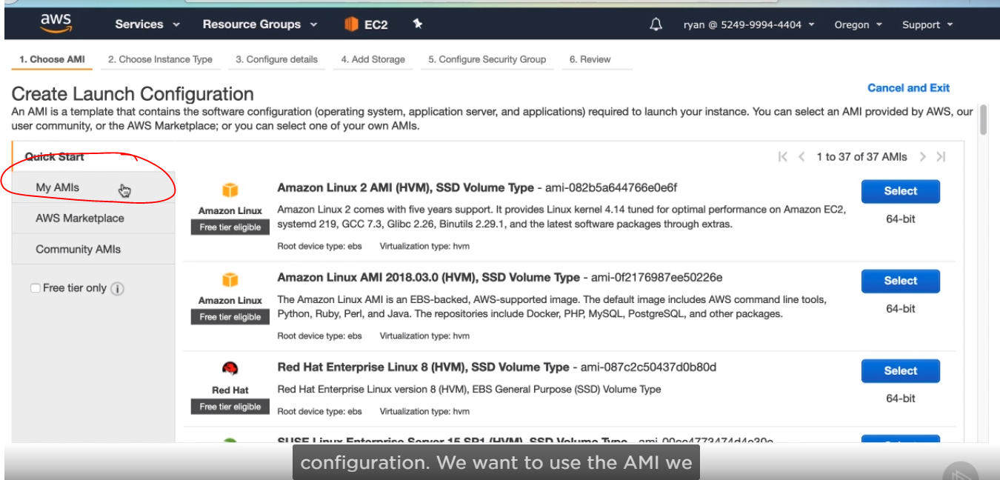 aws
Services
Resource Groups
EC2
ryan @ 5249-9994-4404
Oregon
Support
1. Choose AMI
2. Choose Instance Type
3. Configure details
4. Add Storage
5. Configure Security Group
6. Review
Create Launch Configuration
Cancel and Exit
An AMI is a template that contains the software configuration (operating system, application server, and applications) required to launch your instance. You can select an AMI provided by AWS, our
user community, or the AWS Marketplace; or you can select one of your own AMIs.
Quick Start
My AMIs
AWS Marketplace
Community AMIs
Free tier only
1 to 37 of 37 AMIs
Amazon Linux
Free tier eligible
Amazon Linux 2 AMI (HVM), SSD Volume Type - ami-082b5a644766e0e6f
Amazon Linux 2 comes with five years support. It provides Linux kernel 4.14 tuned for optimal performance on Amazon EC2,
systemd 219, GCC 7.3, Glibc 2.26, Binutils 2.29.1, and the latest software packages through extras.
Root device type: ebs Virtualization type: hvm
Select
64-bit
Amazon Linux
Free tier eligible
Amazon Linux AMI 2018.03.0 (HVM), SSD Volume Type - ami-0f2176987ee50226e
The Amazon Linux AMI is an EBS-backed, AWS-supported image. The default image includes AWS command line tools,
Python, Ruby, Perl, and Java. The repositories include Docker, PHP, MySQL, PostgreSQL, and other packages.
Root device type: ebs Virtualization type: hvm
Select
64-bit
Red Hat
Free tier eligible
Red Hat Enterprise Linux 8 (HVM), SSD Volume Type - ami-087c2c50437d0b80d
Red Hat Enterprise Linux version 8 (HVM), EBS General Purpose (SSD) Volume Type
Root device type: ebs Virtualization type: hvm
Select
64-bit
SUSE Linux Enterprise Server 15 SP1 (HVM), SSD Volume Type
configuration. We want to use the AMI we